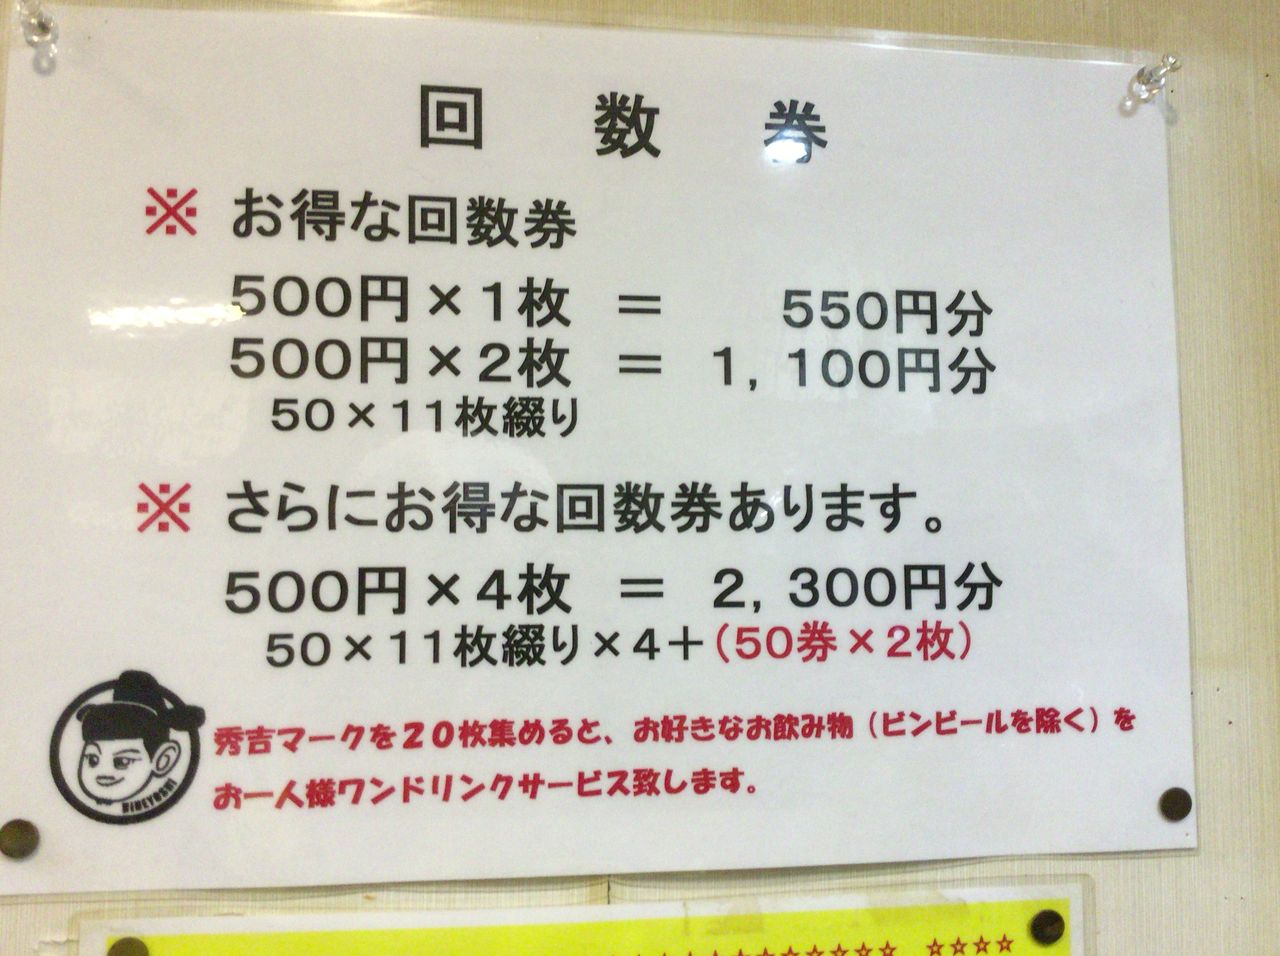 回数券
※ お得な回数券
500円×1枚 = 550円分
500円×2枚 = 1,100円分
50×11枚綴り
※ さらにお得な回数券あります。
500円×4枚 = 2,300円分
50×11枚綴り×4+(50券×2枚)
秀吉マークを20枚集めると、お好きなお飲み物(ビンビールを除く)を
お一人様ワンドリンクサービス致します。
HIDEYOSHI
☆☆☆☆☆☆☆☆☆☆☆ ☆☆☆☆